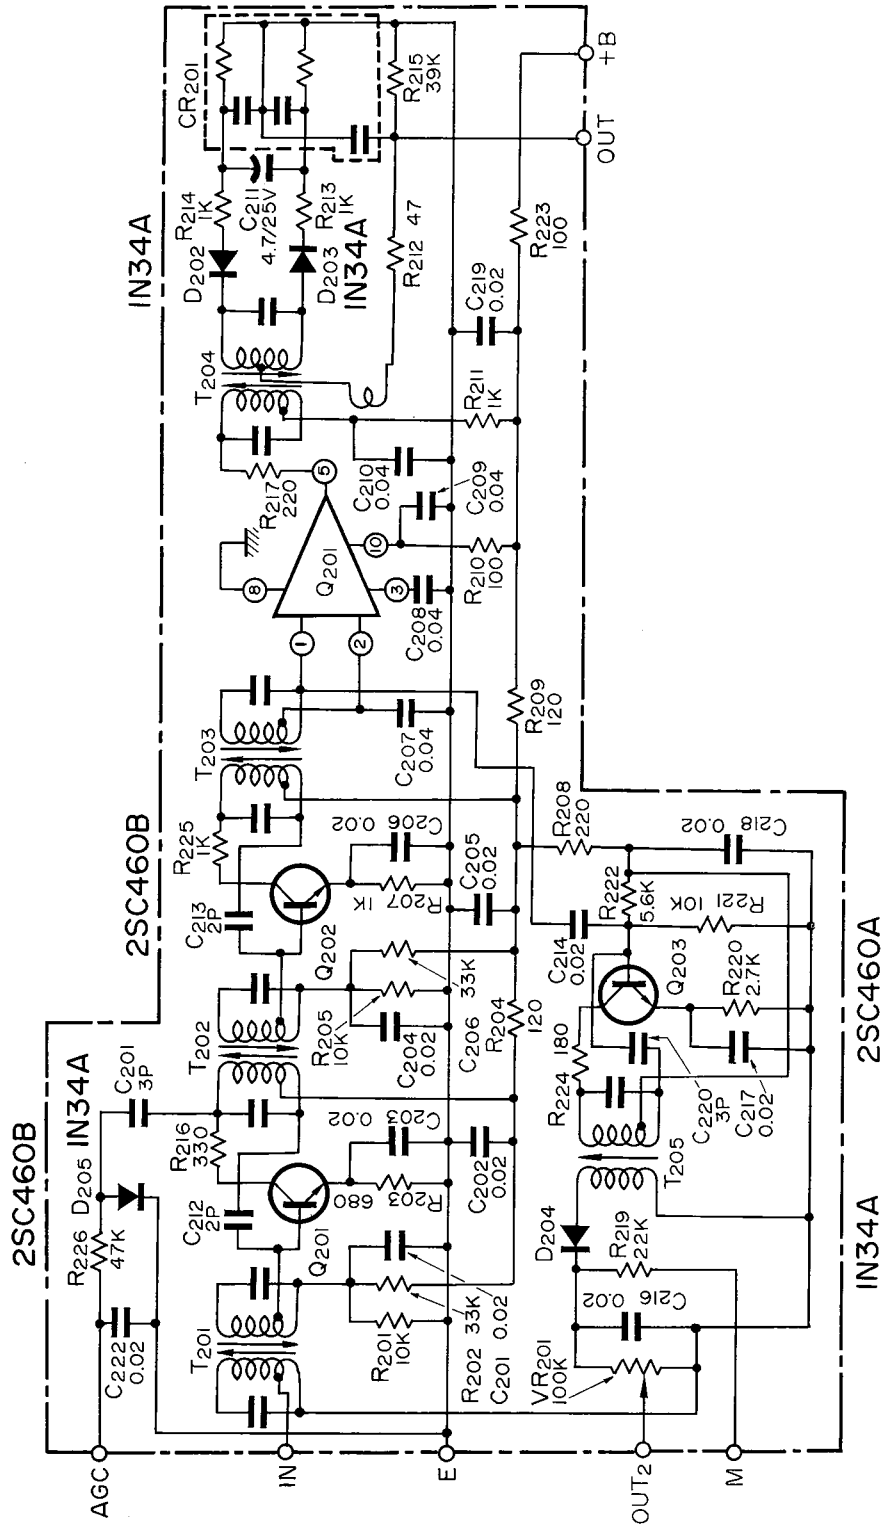 2SC460B
2SC460B
IN34A
AGC
R226
47K
D205
IN34A
C201
3P
C222
0.02
T201
IN
C212
2P
R216
330
Q201
T202
C213
2P
R225
1K
Q202
T203
R217
220
8
1
2
3
5
10
Q201
T204
D202
R214
1K
C211
4.7/25V
R213
1K
D203
IN34A
CR201
R212
47
R215
39K
R201
10K
R202
33K
C201
0.02
R203
680
C203
0.02
C202
0.02
R205
10K
C204
0.02
C206
33K
R204
120
R207
1K
C206
0.02
C205
0.02
C207
0.04
R209
120
C208
0.04
R210
100
C209
0.04
C210
0.04
R211
1K
C219
0.02
R223
100
E
OUT
+B
D204
R219
22K
VR201
100K
C216
0.02
T205
R224
180
C220
3P
C217
0.02
R220
2.7K
Q203
C214
0.02
R222
5.6K
R221
10K
R208
220
C218
0.02
OUT2
M
IN34A
2SC460A